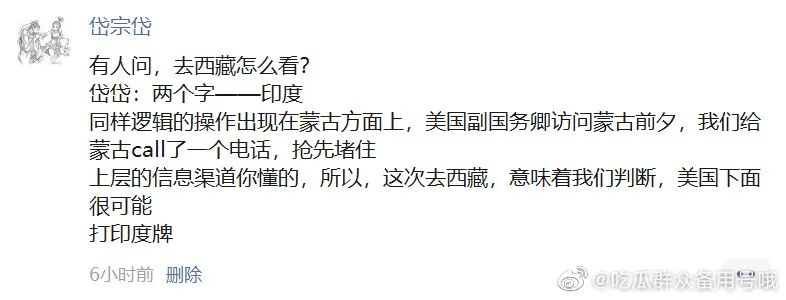 岱宗岱
有人问，去西藏怎么看？
岱岱：两个字——印度
同样逻辑的操作出现在蒙古方面上，美国副国务卿访问蒙古前夕，我们给
蒙古call了一个电话，抢先堵住
上层的信息渠道你懂的，所以，这次去西藏，意味着我们判断，美国下面
很可能
打印度牌
6小时前 删除
@吃瓜群众备用号哦